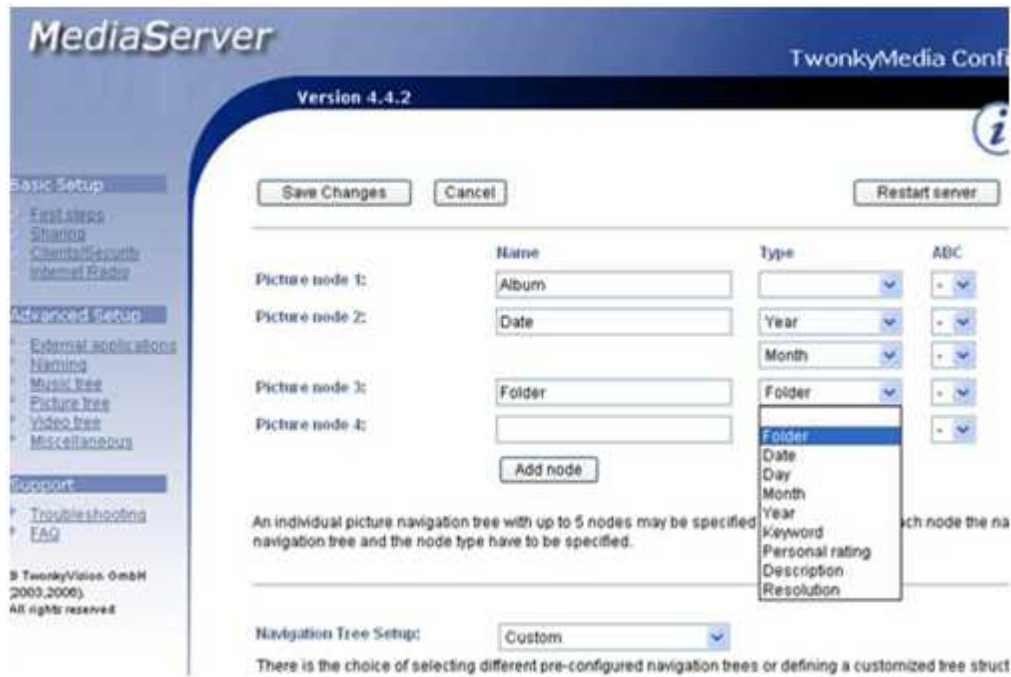 MediaServer
TwonkyMedia Confi
Version 4.4.2
i
Basic Setup
First steps
Sharing
Clients/Security
Internet Radio
Advanced Setup
External applications
Naming
Music tree
Picture tree
Video tree
Miscellaneous
Support
Troubleshooting
FAQ
© TwonkyVision GmbH
(2003,2006).
All rights reserved
Save Changes Cancel Restart server
Name Type ABC
Picture node 1: Album -
Picture node 2: Date Year -
Month -
Picture node 3: Folder Folder -
Picture node 4: -
Folder
Date
Day
Month
Year
Keyword
Personal rating
Description
Resolution
Add node
An individual picture navigation tree with up to 5 nodes may be specified ch node the na
navigation tree and the node type have to be specified.
Navigation Tree Setup: Custom
There is the choice of selecting different pre-configured navigation trees or defining a customized tree struct